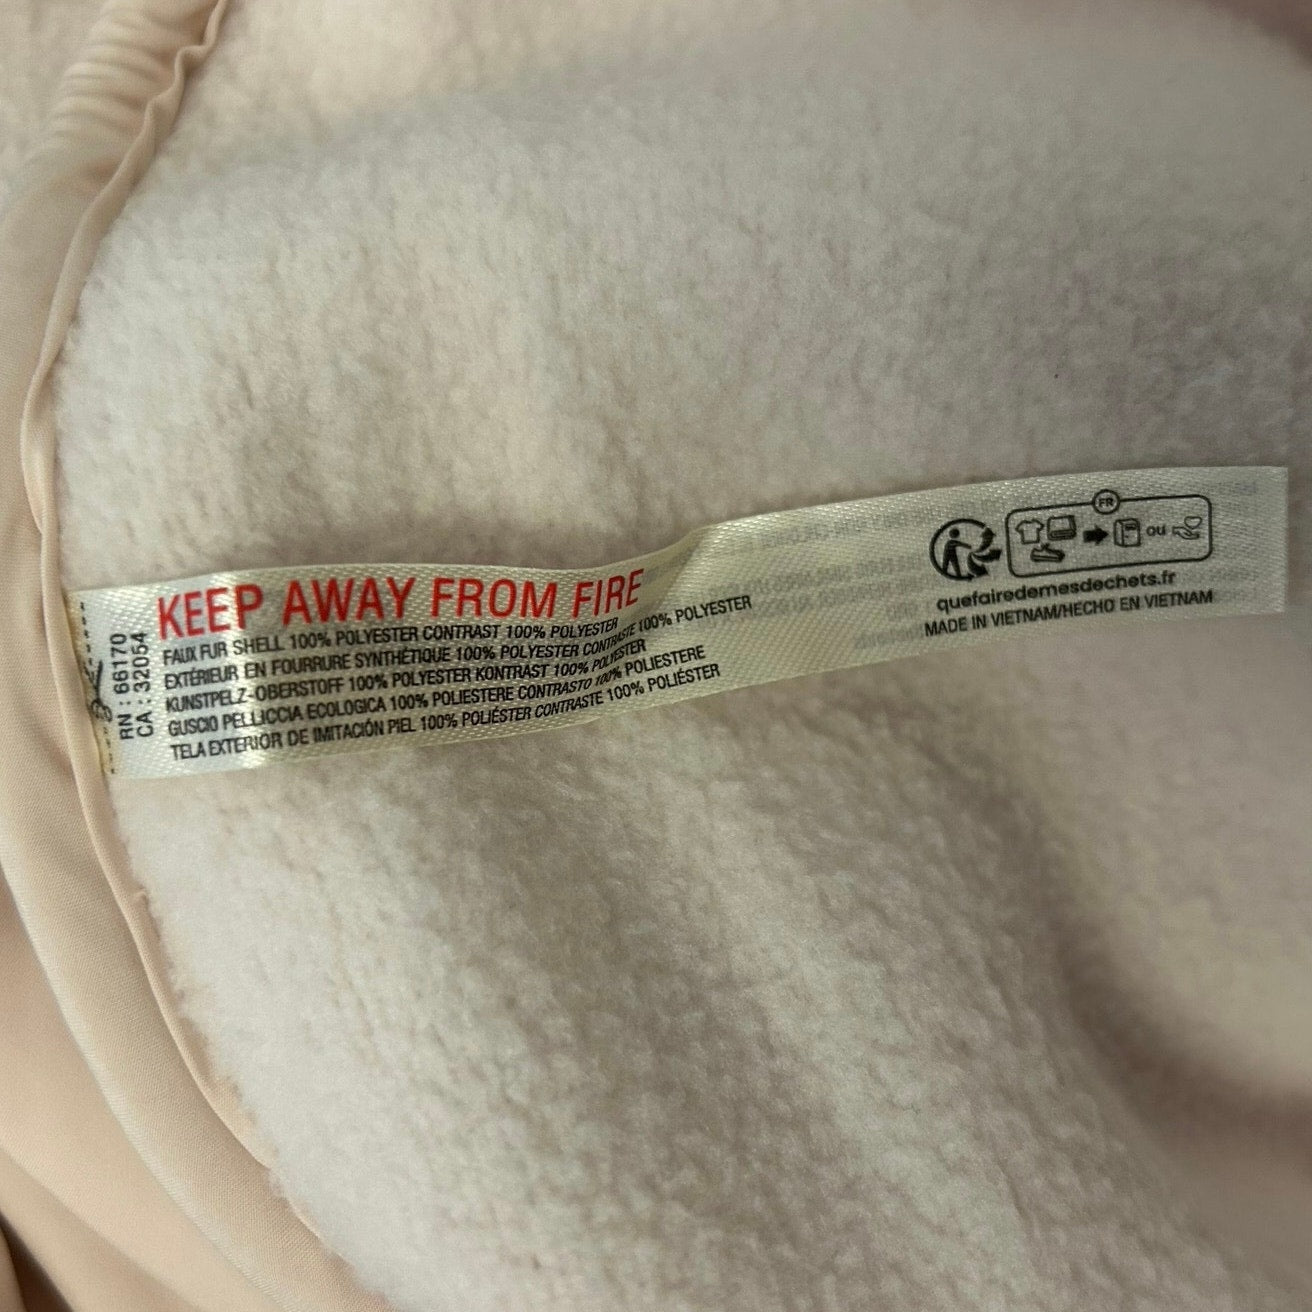 KEEP AWAY FROM FIRE
FAUX FUR SHELL 100% POLYESTER CONTRAST 100% POLYESTER
EXTÉRIEUR EN FOURRURE SYNTHÉTIQUE 100% POLYESTER CONTRASTE 100% POLYESTER
KUNSTPELZ-OBERSTOFF 100% POLYESTER KONTRAST 100% POLYESTER
GUSCIO PELLICCIA ECOLOGICA 100% POLIESTERE CONTRASTO 100% POLIESTERE
TELA EXTERIOR DE IMITACIÓN PIEL 100% POLIÉSTER CONTRASTE 100% POLIÉSTER
RN : 66170
CA : 32054
FR
ou
quefairedemesdechets.fr
MADE IN VIETNAM/HECHO EN VIETNAM